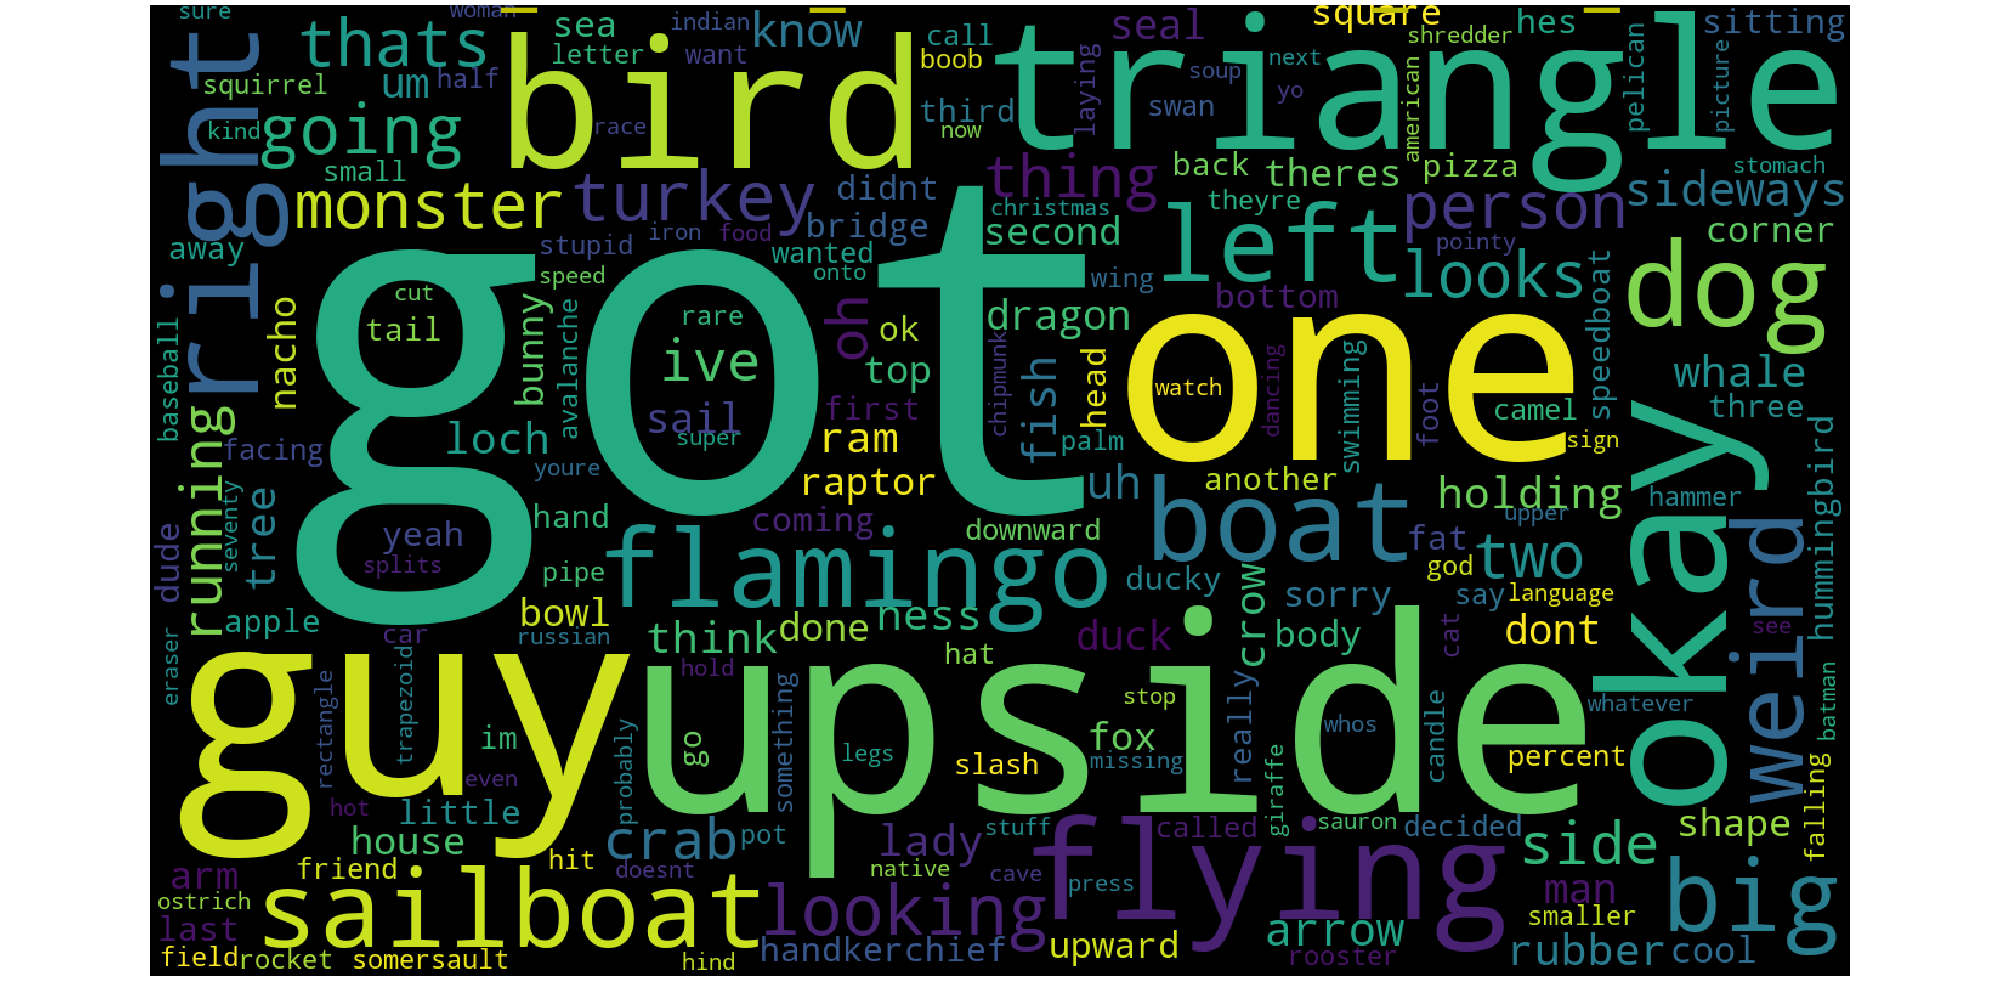 sure
woman
indian
sea
letter
want
know
call
boob
seal
square
shredder
hes
sitting
thats
squirrel
um
half
bird
triangle
soup
next
yo
swan
laying
american
pelican
picture
right
kind
going
race
third
now
small
monster
turkey
didnt
thing
back
theres
pizza
stomach
christmas
theyre
person
sideways
away
stupid
iron
food
bridge
wanted
second
left
looks
pointy
corner
speed
onto
wing
bottom
dog
got
cut
tail
bunny
avalanche
rare
ive
oh
ok
top
dragon
one
speedboat
baseball
nacho
sail
super
first
chipmunk
fish
head
watch
dancing
swimming
foot
camel
whale
three
running
facing
loch
youre
ram
raptor
palm
sign
hummingbird
uh
another
holding
hammer
okay
tree
seventy
yeah
hand
coming
downward
boat
upper
weird
dude
splits
pipe
flamingo
ducky
fat
god
two
apple
bowl
hess
crow
sorry
say
language
car
russian
think
done
duck
body
cat
dont
see
eraser
hat
guy
upside
hold
rectangle
trapezoid
stop
whos
candle
whatever
batman
im
probably
something
go
legs
slash
fox
missing
really
giraffe
percent
even
hot
little
house
crab
pot
lady
stuff
called
sauron
decided
side
shape
falling
friend
hit
doesnt
native
cave
press
flying
arm
ostrich
last
sailboat
looking
arrow
man
smaller
big
field
rocket
somersault
hind
handkerchief
upward
rooster
rubber
cool